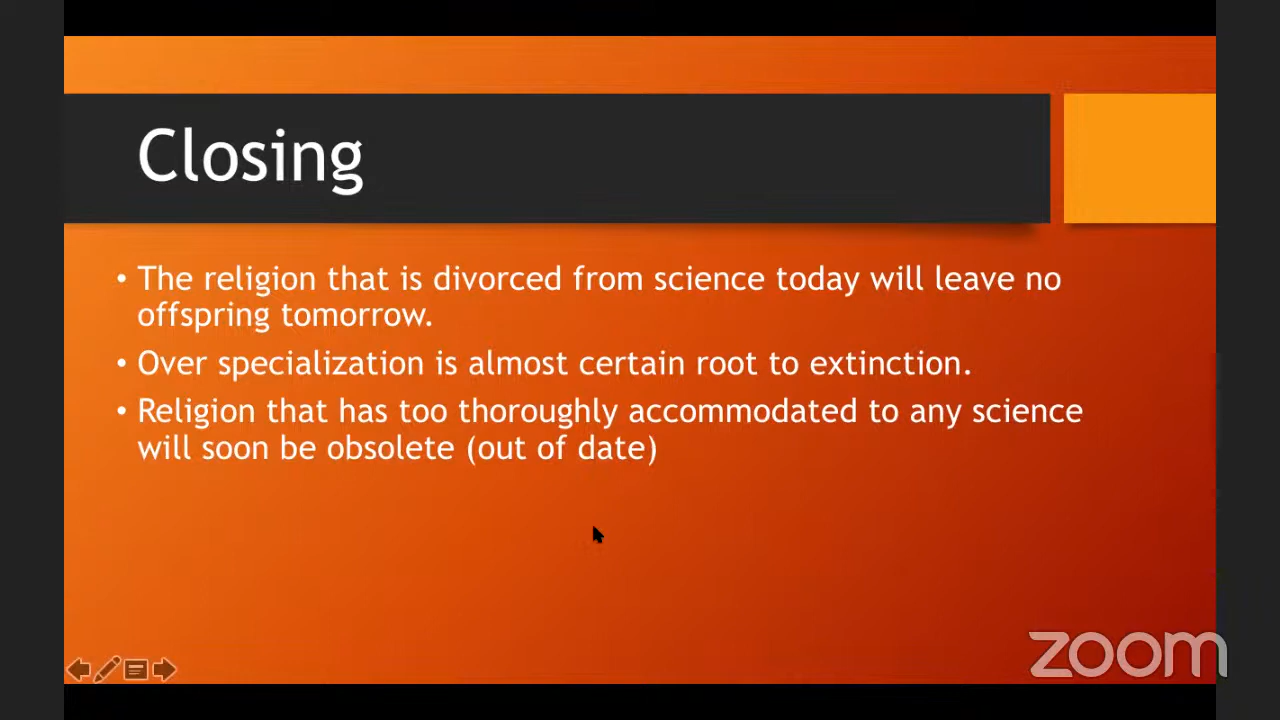 Closing
• The religion that is divorced from science today will leave no
offspring tomorrow.
• Over specialization is almost certain root to extinction.
• Religion that has too thoroughly accommodated to any science
will soon be obsolete (out of date)
zoom